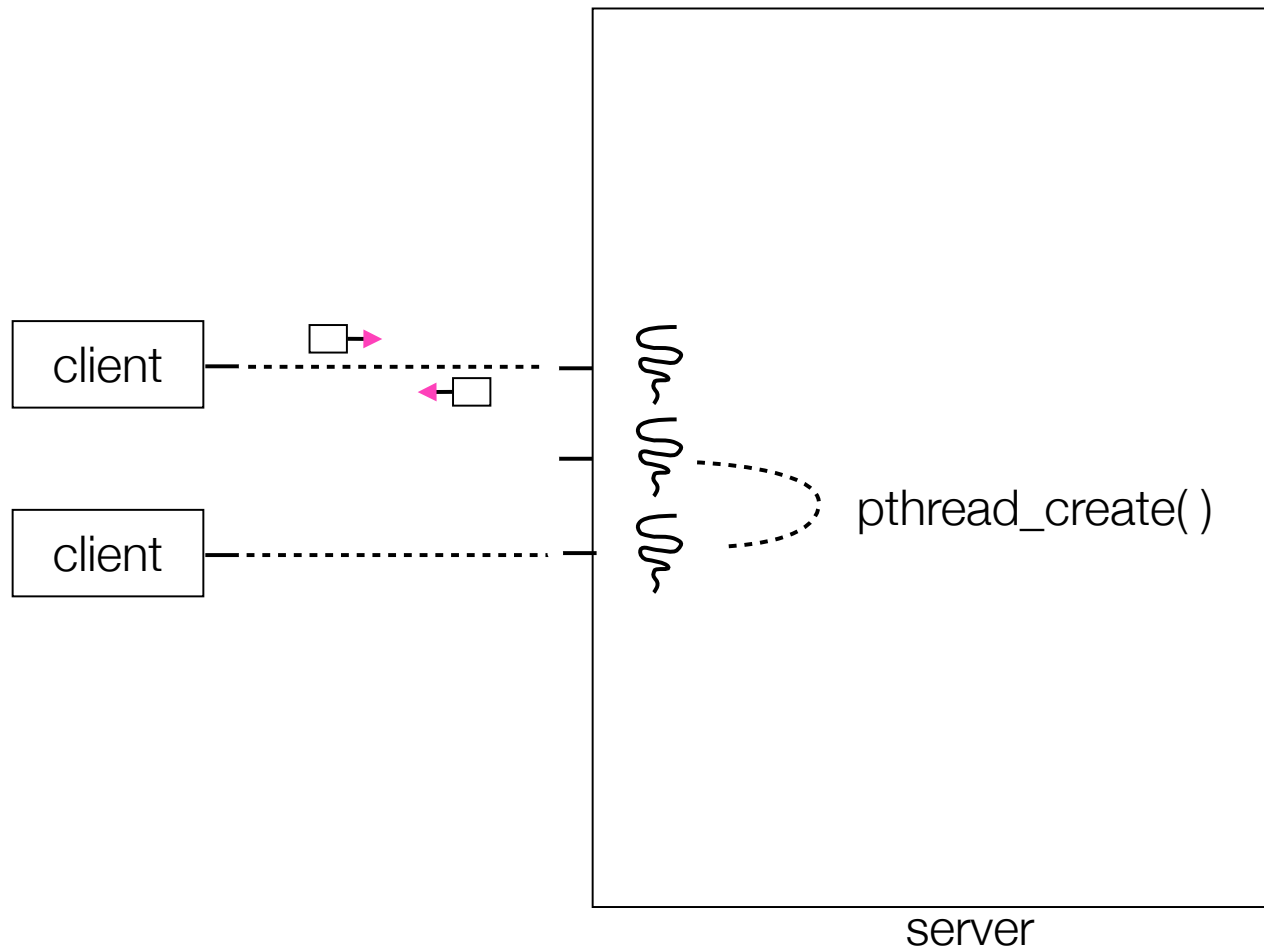 client
client
pthread_create( )
server